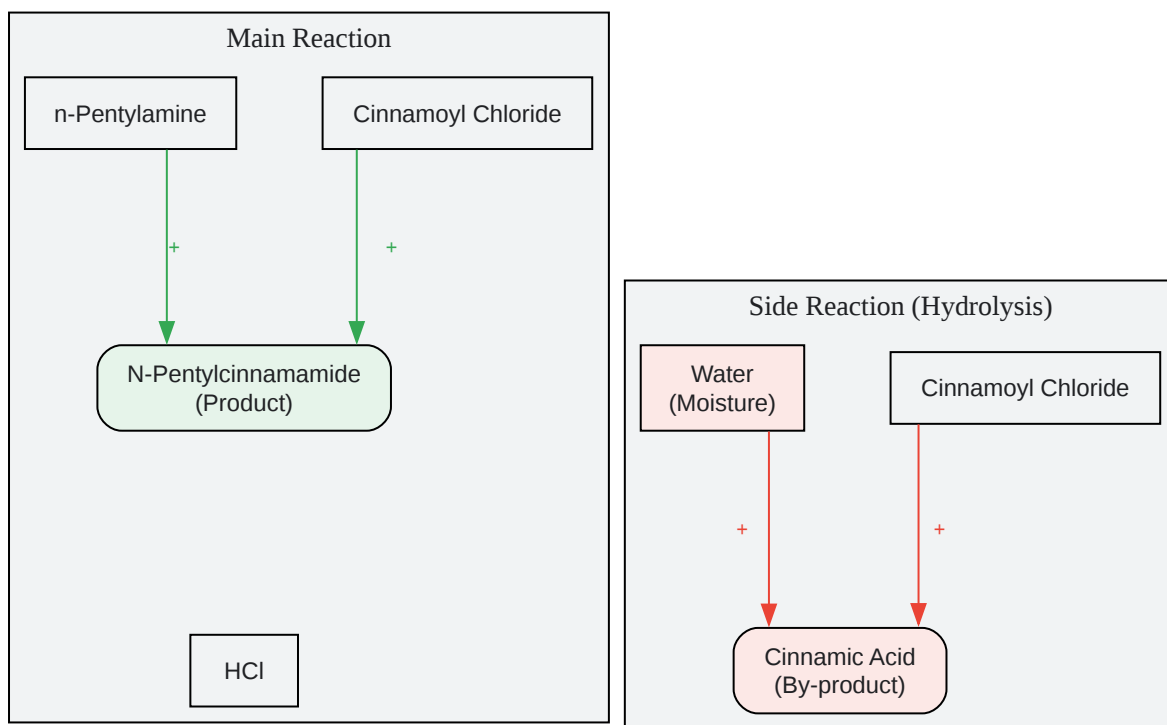 Main Reaction
n-Pentylamine
Cinnamoyl Chloride
+
+
N-Pentylcinnamamide
(Product)
HCl
Side Reaction (Hydrolysis)
Water
(Moisture)
Cinnamoyl Chloride
+
+
Cinnamic Acid
(By-product)